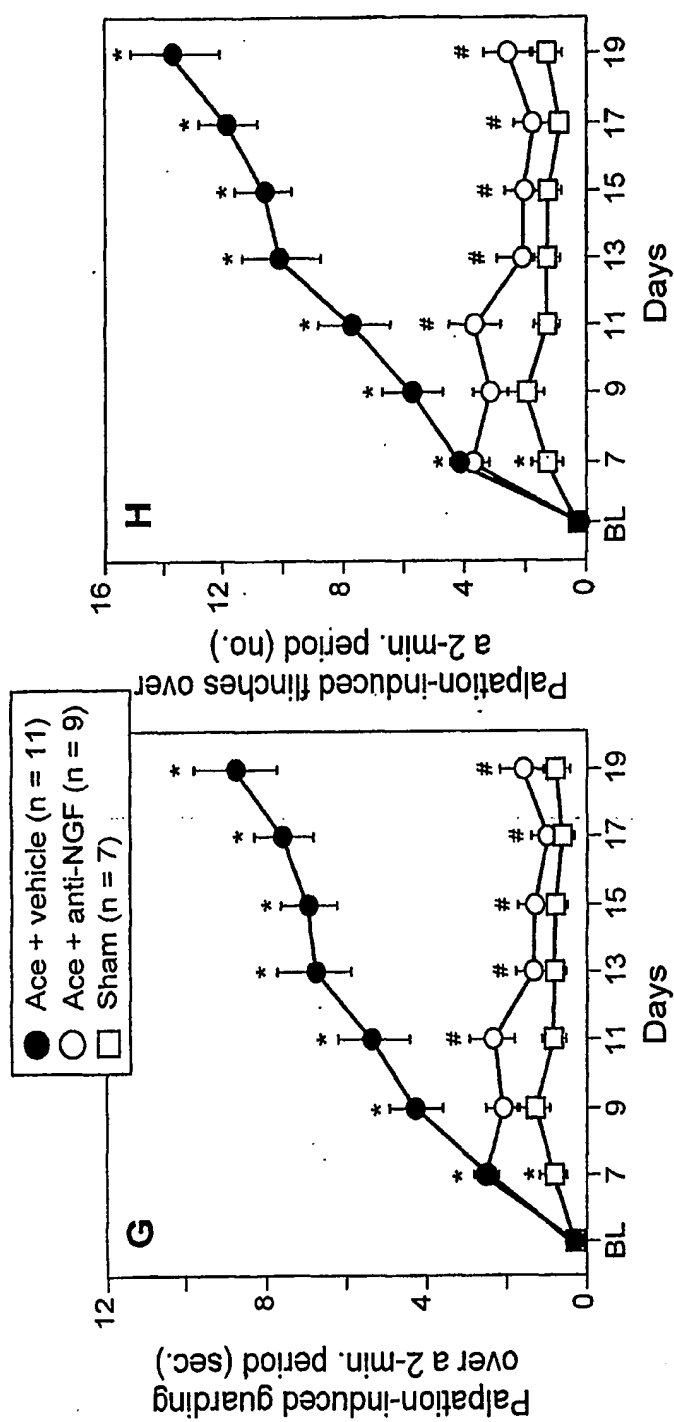 Ace + vehicle (n = 11)
Ace + anti-NGF (n = 9)
Sham (n = 7)
G
Palpation-induced guarding
over a 2-min. period (sec.)
12
8
4
0
* * * * * * *
*
# # # # #
BL 7 9 11 13 15 17 19
Days
H
Palpation-induced flinches over
a 2-min. period (no.)
16
12
8
4
0
* * * * * * *
*
# # # # #
BL 7 9 11 13 15 17 19
Days